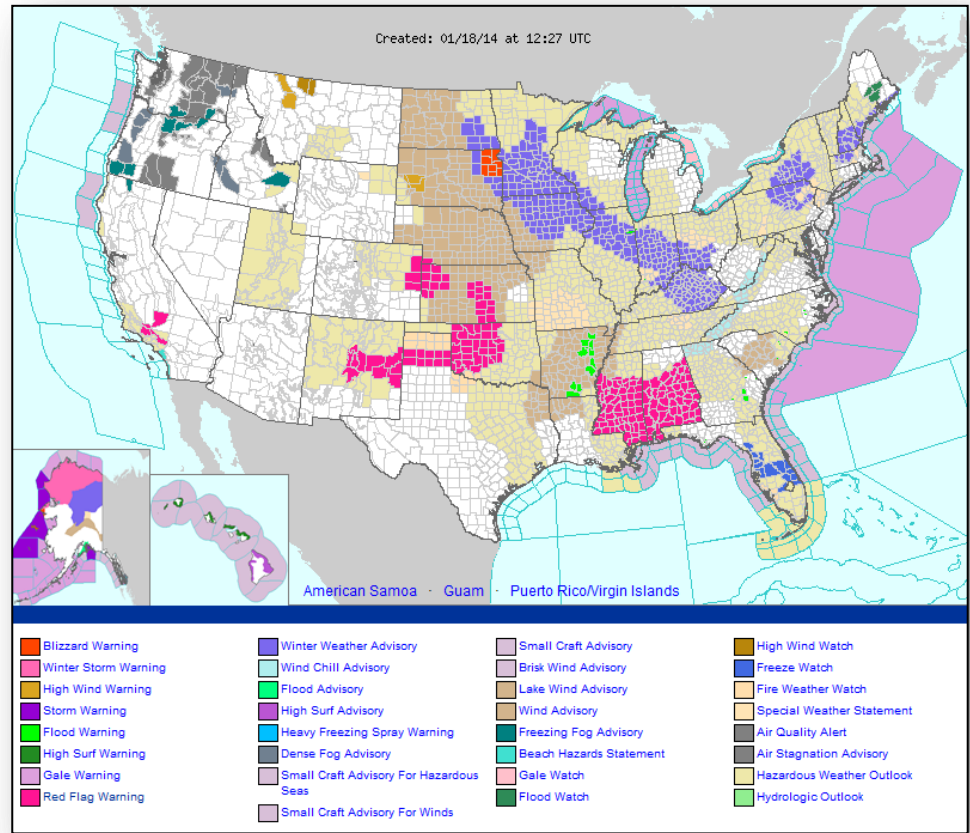 Created: 01/18/14 at 12:27 UTC
American Samoa · Guam · Puerto Rico/Virgin Islands
Blizzard Warning
Winter Storm Warning
High Wind Warning
Storm Warning
Flood Warning
High Surf Warning
Gale Warning
Red Flag Warning
Winter Weather Advisory
Wind Chill Advisory
Flood Advisory
High Surf Advisory
Heavy Freezing Spray Warning
Dense Fog Advisory
Small Craft Advisory For Hazardous
Seas
Small Craft Advisory For Winds
Small Craft Advisory
Brisk Wind Advisory
Lake Wind Advisory
Wind Advisory
Freezing Fog Advisory
Beach Hazards Statement
Gale Watch
Flood Watch
High Wind Watch
Freeze Watch
Fire Weather Watch
Special Weather Statement
Air Quality Alert
Air Stagnation Advisory
Hazardous Weather Outlook
Hydrologic Outlook